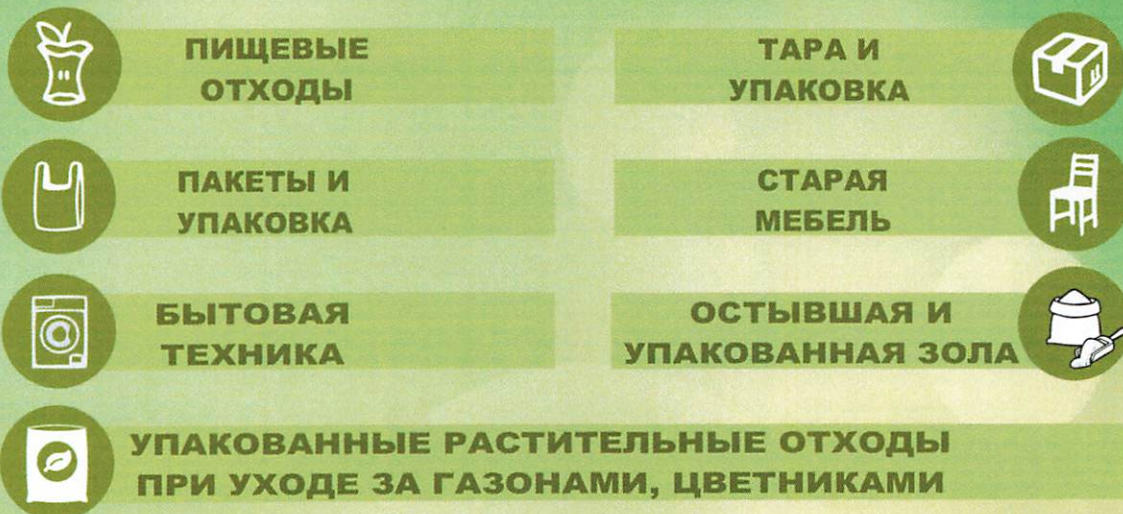 ПИЩЕВЫЕ
ОТХОДЫ
ТАРА И
УПАКОВКА
ПАКЕТЫ И
УПАКОВКА
СТАРАЯ
МЕБЕЛЬ
БЫТОВАЯ
ТЕХНИКА
ОСТЫВШАЯ И
УПАКОВАННАЯ ЗОЛА
УПАКОВАННЫЕ РАСТИТЕЛЬНЫЕ ОТХОДЫ
ПРИ УХОДЕ ЗА ГАЗОНАМИ, ЦВЕТНИКАМИ